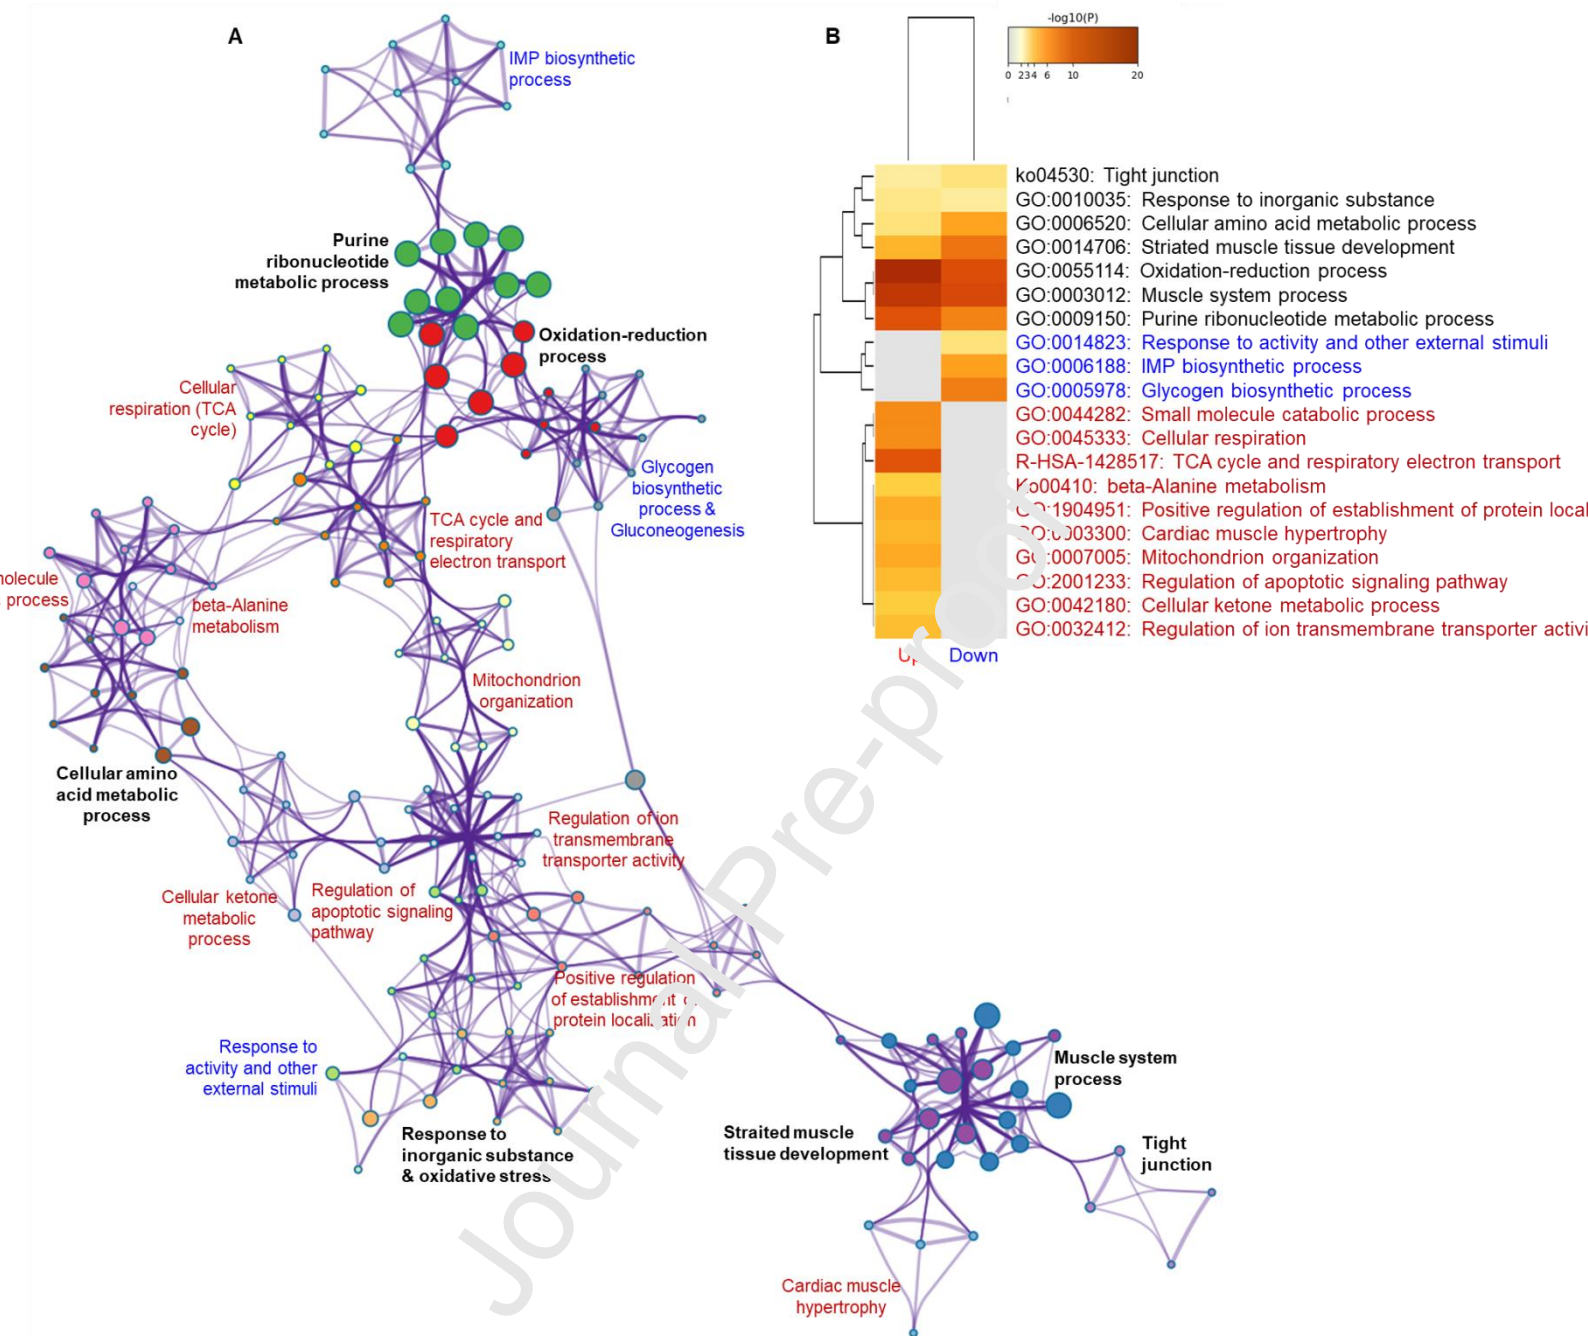 A
IMP biosynthetic
process
Purine
ribonucleotide
metabolic process
Oxidation-reduction
process
Cellular
respiration (TCA
cycle)
Glycogen
biosynthetic
process &
Gluconeogenesis
TCA cycle and
respiratory
electron transport
olecule
process
beta-Alanine
metabolism
Mitochondrion
organization
Cellular amino
acid metabolic
process
Regulation of ion
transmembrane
transporter activity
Cellular ketone
metabolic
process
Regulation of
apoptotic signaling
pathway
Positive regulation
of establishment
protein localization
Response to
activity and other
external stimuli
Response to
inorganic substance
& oxidative stress
Muscle system
process
Straited muscle
tissue development
Tight
junction
Cardiac muscle
hypertrophy
B
-log10(P)
0 2 3 4 6 10 20
ko04530: Tight junction
GO:0010035: Response to inorganic substance
GO:0006520: Cellular amino acid metabolic process
GO:0014706: Striated muscle tissue development
GO:0055114: Oxidation-reduction process
GO:0003012: Muscle system process
GO:0009150: Purine ribonucleotide metabolic process
GO:0014823: Response to activity and other external stimuli
GO:0006188: IMP biosynthetic process
GO:0005978: Glycogen biosynthetic process
GO:0044282: Small molecule catabolic process
GO:0045333: Cellular respiration
R-HSA-1428517: TCA cycle and respiratory electron transport
Ko00410: beta-Alanine metabolism
GO:1904951: Positive regulation of establishment of protein local
GO:0003300: Cardiac muscle hypertrophy
GO:0007005: Mitochondrion organization
GO:2001233: Regulation of apoptotic signaling pathway
GO:0042180: Cellular ketone metabolic process
GO:0032412: Regulation of ion transmembrane transporter activi
Up Down
Journal Pre-proof